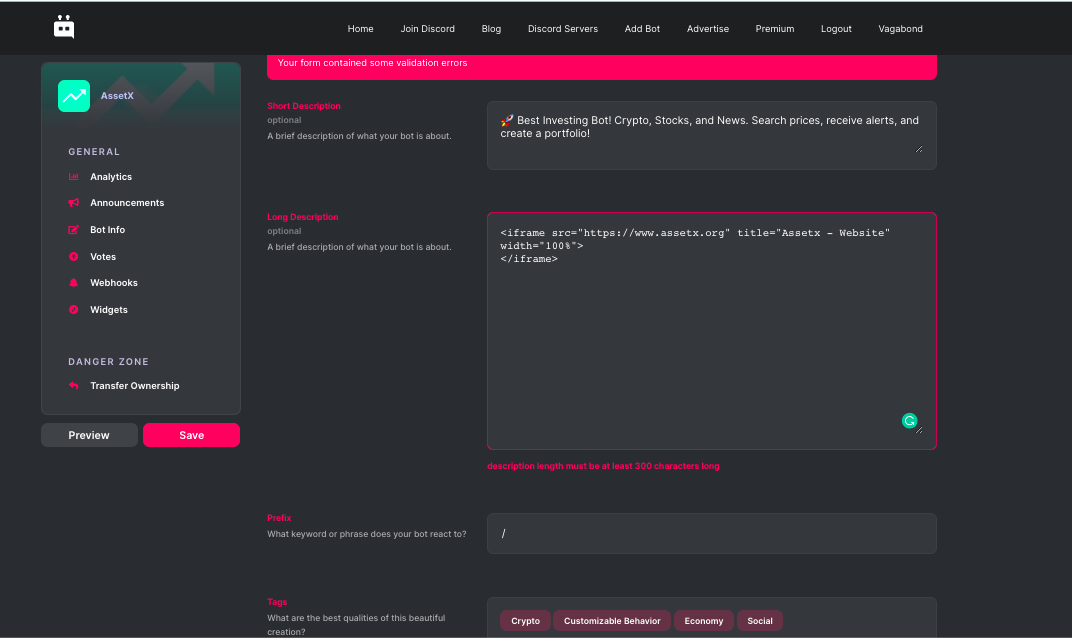 Home Join Discord Blog Discord Servers Add Bot Advertise Premium Logout Vagabond
Your form contained some validation errors
AssetX
GENERAL
Analytics
Announcements
Bot Info
Votes
Webhooks
Widgets
DANGER ZONE
Transfer Ownership
Preview Save
Short Description
optional
A brief description of what your bot is about.
🚀 Best Investing Bot! Crypto, Stocks, and News. Search prices, receive alerts, and
create a portfolio!
Long Description
optional
A brief description of what your bot is about.
<iframe src="https://www.assetx.org" title="Assetx - Website"
width="100%">
</iframe>
description length must be at least 300 characters long
Prefix
What keyword or phrase does your bot react to?
/
Tags
What are the best qualities of this beautiful
creation?
Crypto Customizable Behavior Economy Social